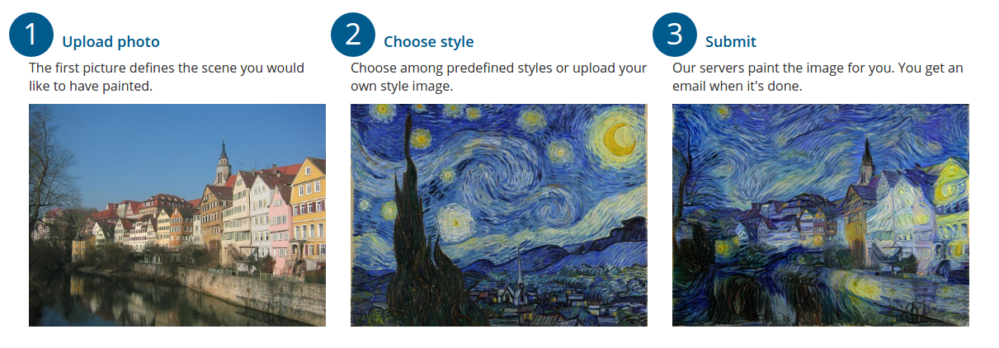 1 Upload photo
The first picture defines the scene you would
like to have painted.
2 Choose style
Choose among predefined styles or upload your
own style image.
3 Submit
Our servers paint the image for you. You get an
email when it's done.